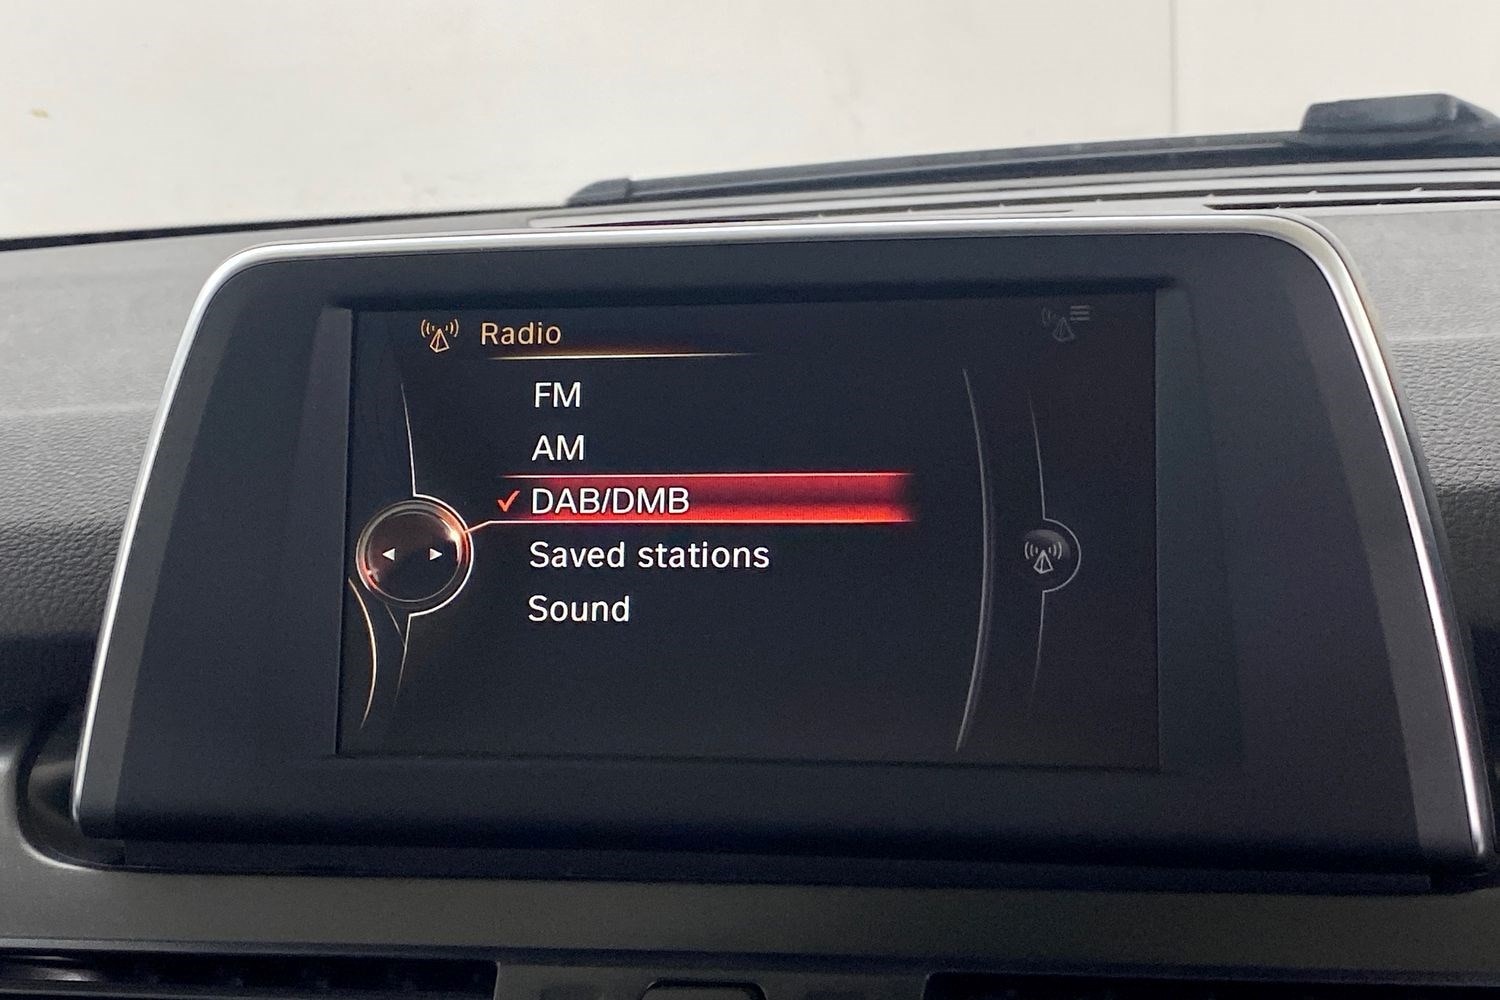 Radio
FM
AM
DAB/DMB
Saved stations
Sound